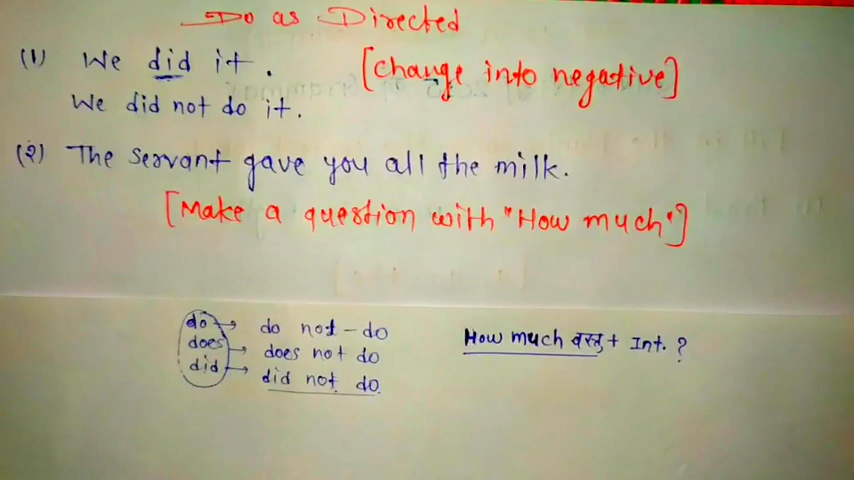 Do as Directed
(1) We did it. [Change into negative]
We did not do it.
(२) The servant gave you all the milk.
[Make a question with "How much"]
do → do not - do
does → does not do
did → did not do.
How much वस्तु + Int. ?